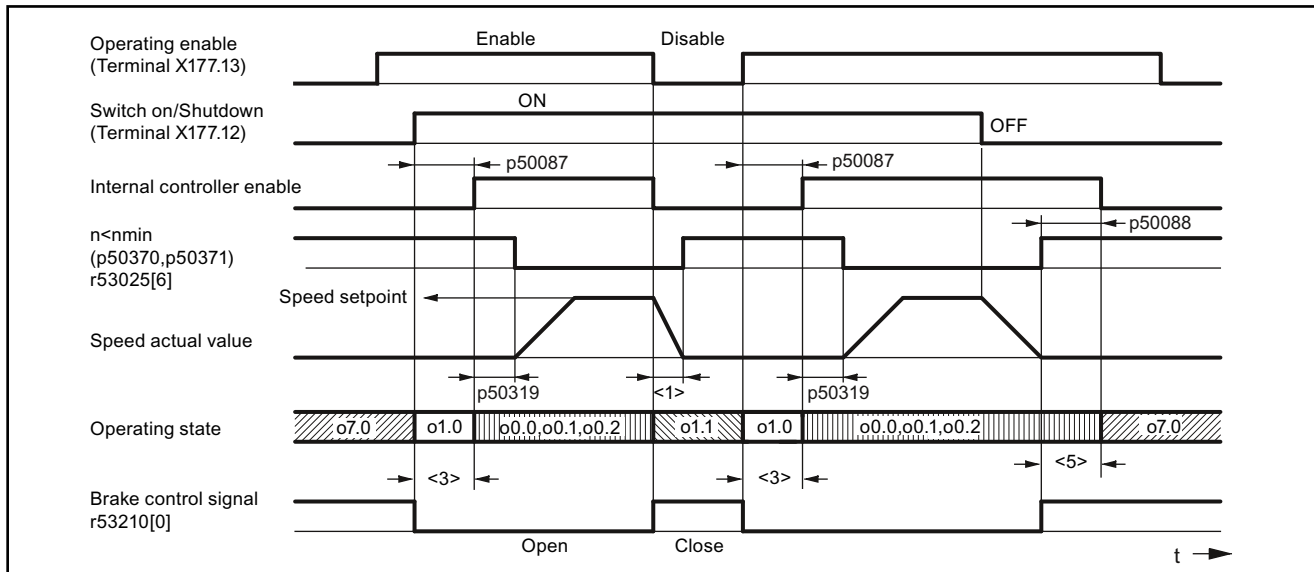 Operating enable
(Terminal X177.13)
Enable
Disable
Switch on/Shutdown
(Terminal X177.12)
ON
OFF
p50087
p50087
Internal controller enable
p50088
n<nmin
(p50370,p50371)
r53025[6]
Speed setpoint
Speed actual value
p50319
<1>
p50319
Operating state
o7.0
o1.0
o0.0,o0.1,o0.2
o1.1
o1.0
o0.0,o0.1,o0.2
o7.0
<3>
<3>
<5>
Brake control signal
r53210[0]
Open
Close
t